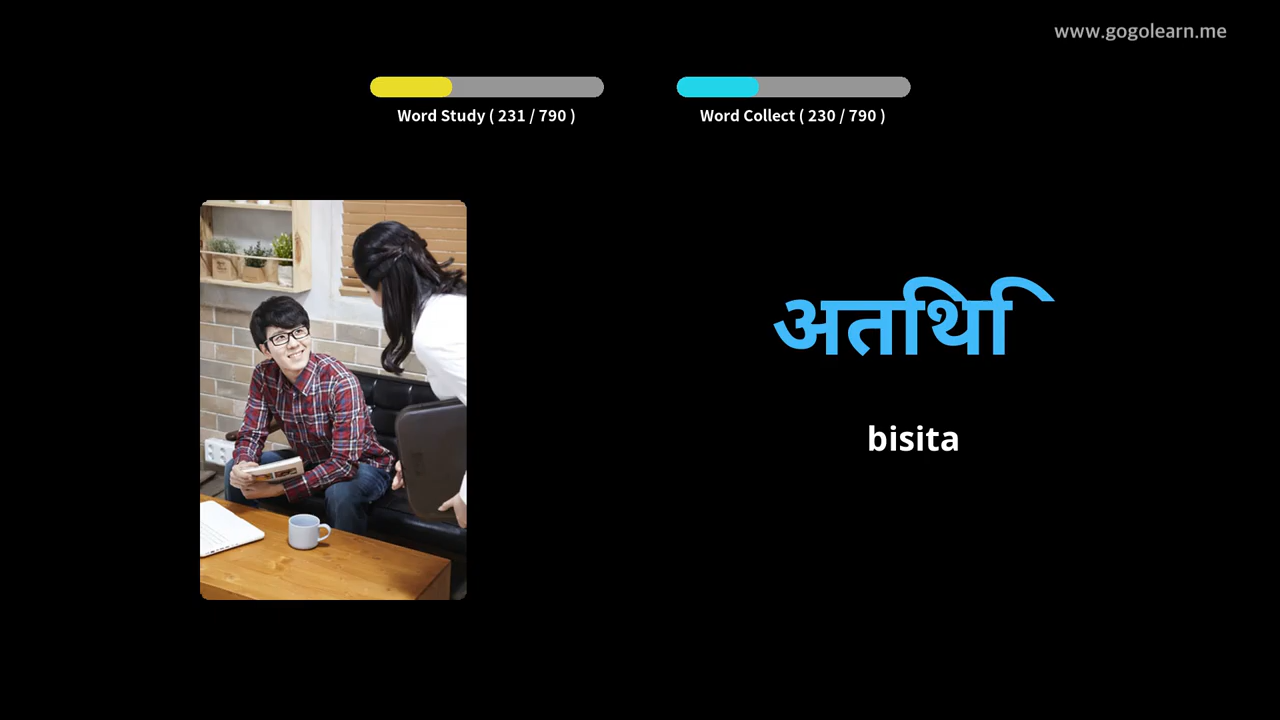 www.gogolearn.me
Word Study ( 231 / 790 )
Word Collect ( 230 / 790 )
अतिथि
bisita